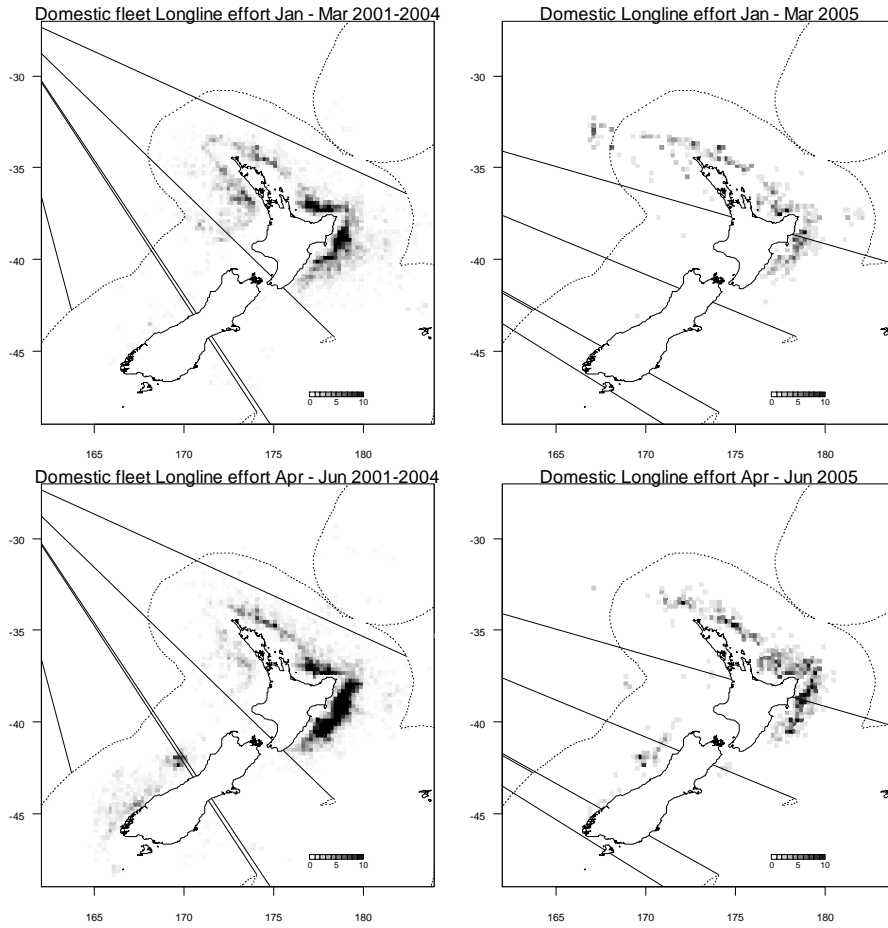 Domestic fleet Longline effort Jan - Mar 2001-2004
Domestic Longline effort Jan - Mar 2005
-30
-35
-40
-45
0 5 10
165 170 175 180
-30
-35
-40
-45
0 5 10
165 170 175 180
Domestic fleet Longline effort Apr - Jun 2001-2004
Domestic Longline effort Apr - Jun 2005
-30
-35
-40
-45
0 5 10
165 170 175 180
-30
-35
-40
-45
0 5 10
165 170 175 180